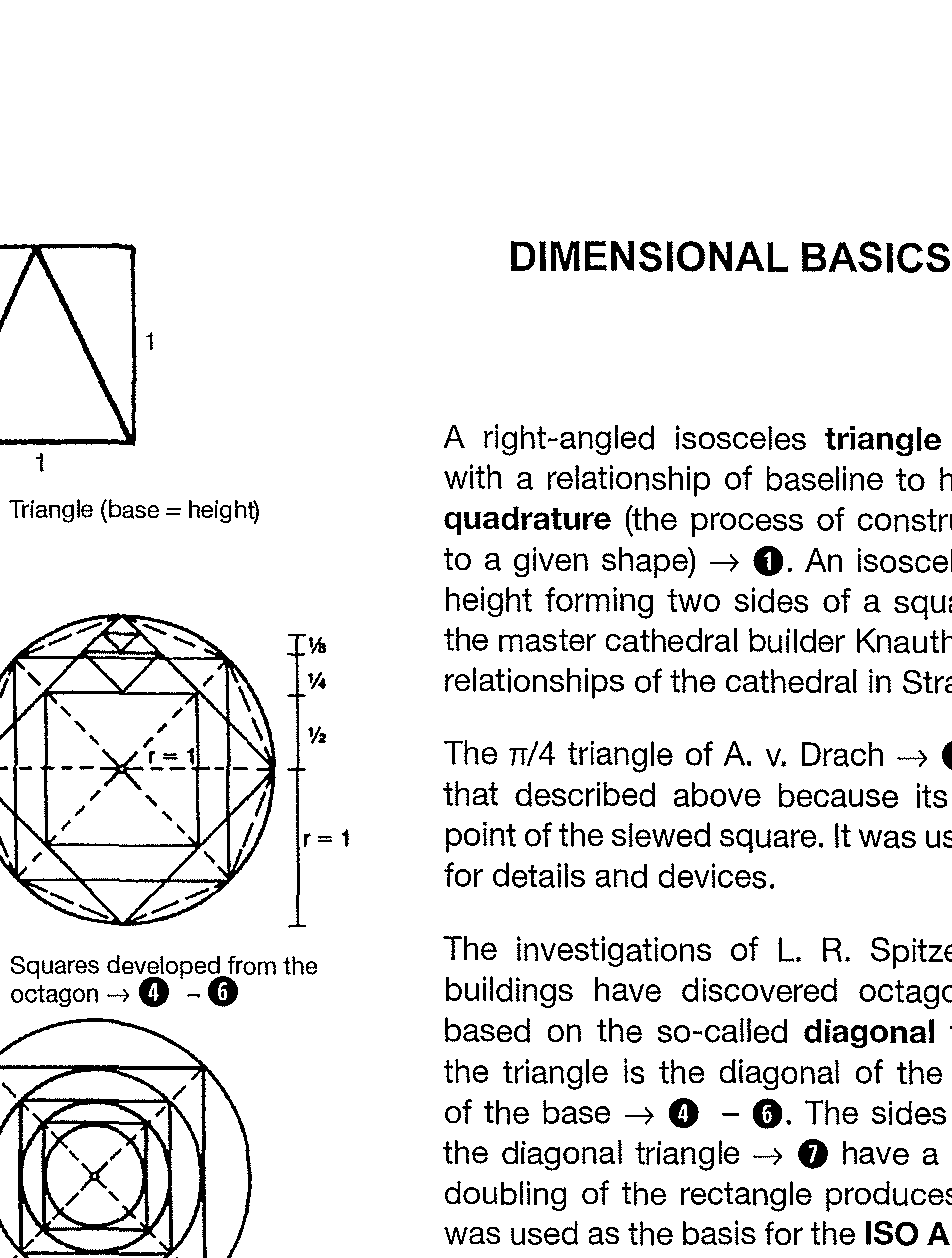 DIMENSIONAL BASICS
1
1
Triangle (base = height)
⅛
¼
½
r = 1
r = 1
Squares developed from the
octagon → 4 – 6
A right-angled isosceles triangle
with a relationship of baseline to h
quadrature (the process of constru
to a given shape) → 1. An isoscel
height forming two sides of a squa
the master cathedral builder Knauth
relationships of the cathedral in Stra
The π/4 triangle of A. v. Drach →
that described above because its
point of the slewed square. It was us
for details and devices.
The investigations of L. R. Spitze
buildings have discovered octago
based on the so-called diagonal
the triangle is the diagonal of the
of the base → 4 – 6. The sides
the diagonal triangle → 7 have a
doubling of the rectangle produces
was used as the basis for the ISO A